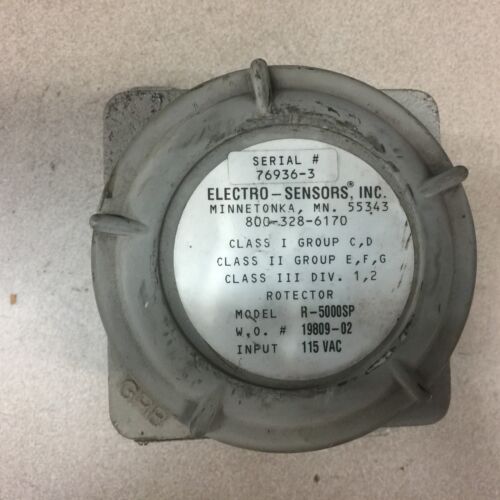 SERIAL #
76936-3
ELECTRO-SENSORS,® INC.
MINNETONKA, MN. 55343
800-328-6170
CLASS I GROUP C,D
CLASS II GROUP E,F,G
CLASS III DIV. 1,2
ROTECTOR
MODEL R-5000SP
W.O. # 19809-02
INPUT 115 VAC